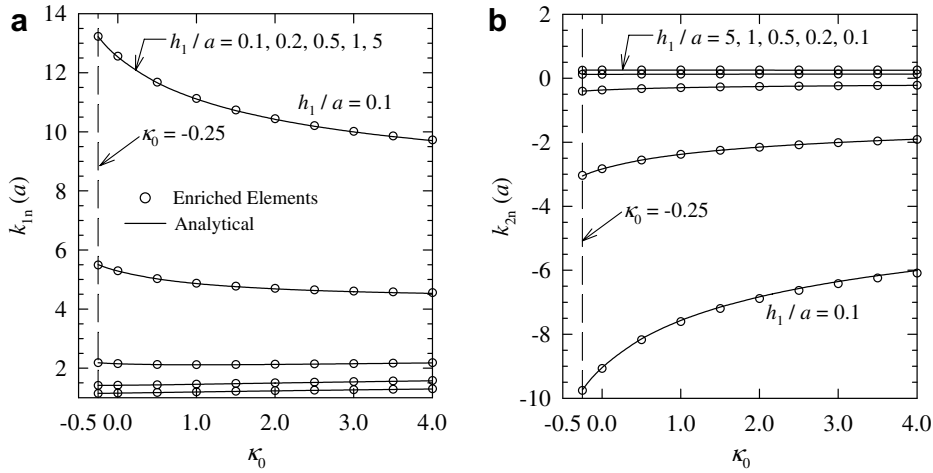 a
14
12
10
8
6
4
2
k1n (a)
h1 / a = 0.1, 0.2, 0.5, 1, 5
h1 / a = 0.1
κ0 = -0.25
Enriched Elements
Analytical
-0.5 0.0 1.0 2.0 3.0 4.0
κ0
b
2
0
-2
-4
-6
-8
-10
k2n (a)
h1 / a = 5, 1, 0.5, 0.2, 0.1
κ0 = -0.25
h1 / a = 0.1
-0.5 0.0 1.0 2.0 3.0 4.0
κ0